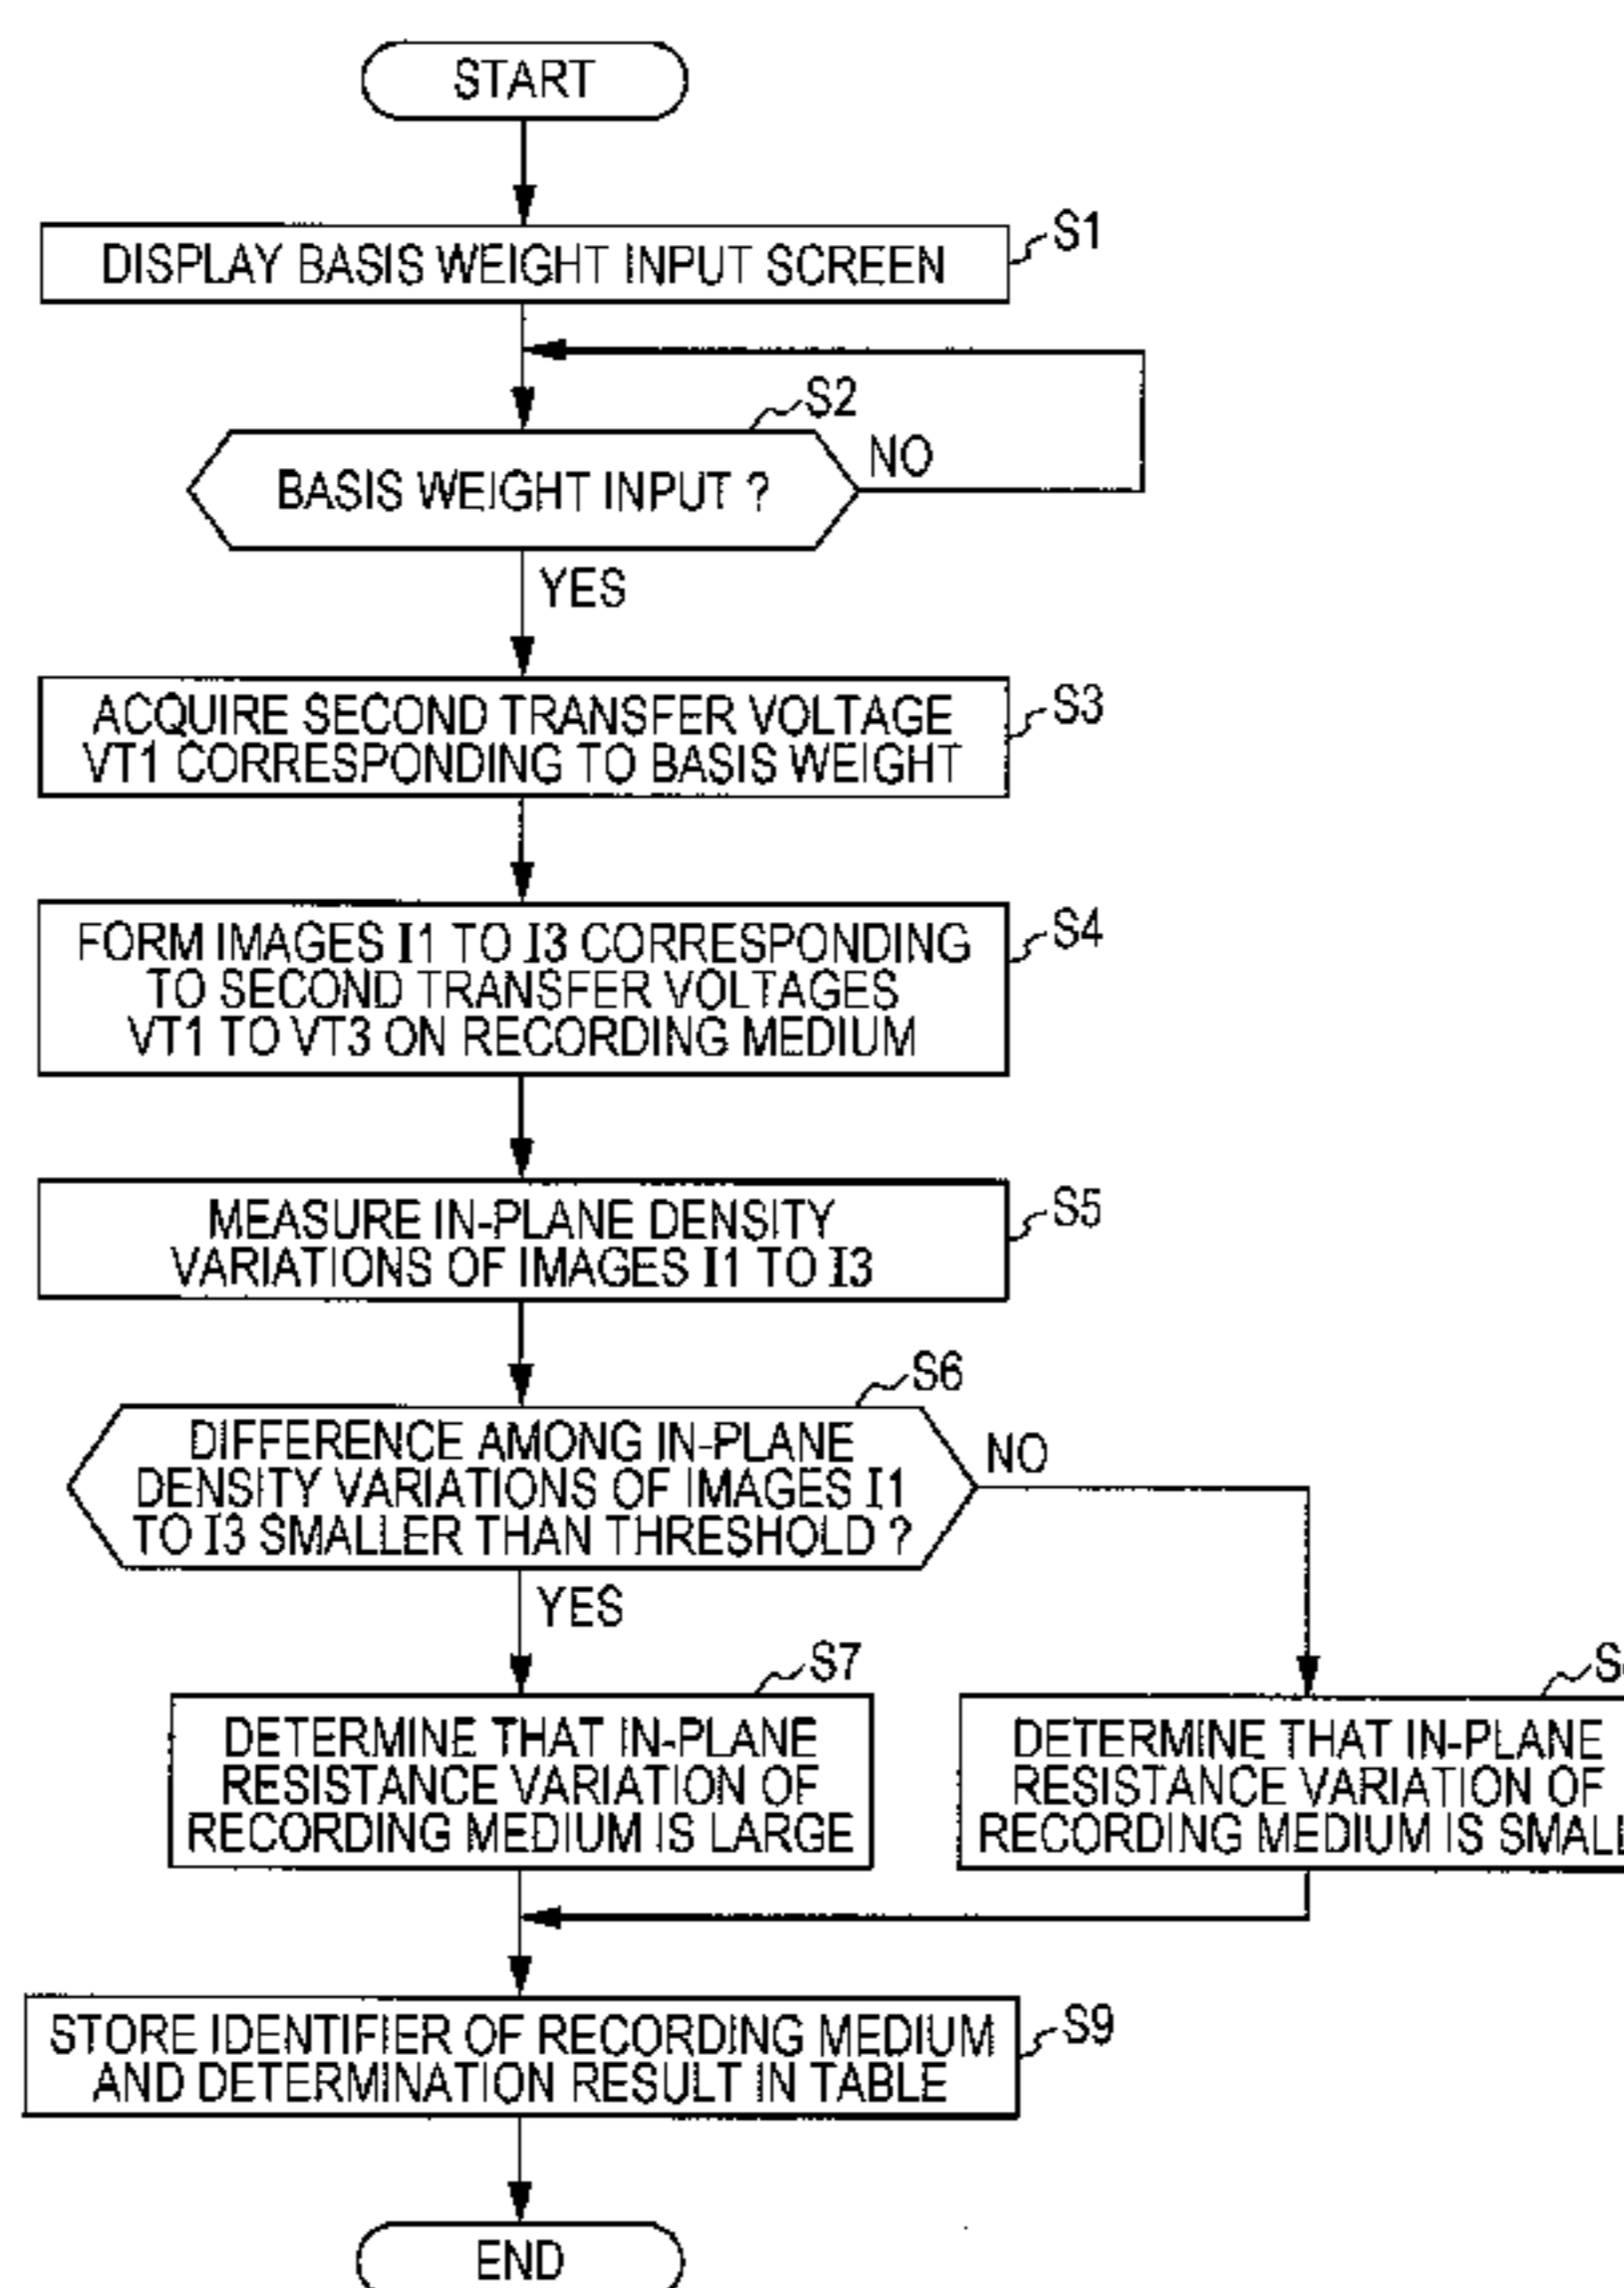 START
DISPLAY BASIS WEIGHT INPUT SCREEN
S1
S2
BASIS WEIGHT INPUT ?
NO
YES
ACQUIRE SECOND TRANSFER VOLTAGE
VT1 CORRESPONDING TO BASIS WEIGHT
S3
FORM IMAGES I1 TO I3 CORRESPONDING
TO SECOND TRANSFER VOLTAGES
VT1 TO VT3 ON RECORDING MEDIUM
S4
MEASURE IN-PLANE DENSITY
VARIATIONS OF IMAGES I1 TO I3
S5
S6
DIFFERENCE AMONG IN-PLANE
DENSITY VARIATIONS OF IMAGES I1
TO I3 SMALLER THAN THRESHOLD ?
NO
YES
S7
DETERMINE THAT IN-PLANE
RESISTANCE VARIATION OF
RECORDING MEDIUM IS LARGE
DETERMINE THAT IN-PLANE
RESISTANCE VARIATION OF
RECORDING MEDIUM IS SMALL
STORE IDENTIFIER OF RECORDING MEDIUM
AND DETERMINATION RESULT IN TABLE
S9
END